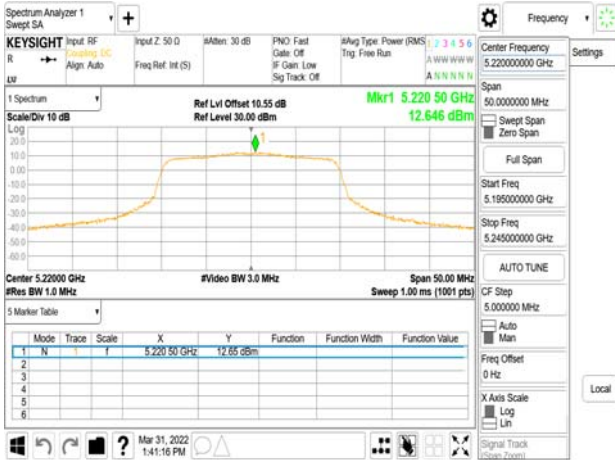 Spectrum Analyzer 1
Swept SA
+
Frequency
KEYSIGHT
R
Input: RF
Coupling: DC
Align: Auto
Input Z: 50 Ω
Freq Ref: Int (S)
#Atten: 30 dB
PNO: Fast
Gate: Off
IF Gain: Low
Sig Track: Off
#Avg Type: Power (RMS
Trig: Free Run
1 2 3 4 5 6
A W W W W W
A N N N N N
LXI
1 Spectrum
Scale/Div 10 dB
Ref Lvl Offset 10.55 dB
Ref Level 30.00 dBm
Mkr1 5.220 50 GHz
12.646 dBm
Log
20.0
10.0
0.00
-10.0
-20.0
-30.0
-40.0
-50.0
-60.0
1
Center 5.22000 GHz
#Res BW 1.0 MHz
#Video BW 3.0 MHz
Span 50.00 MHz
Sweep 1.00 ms (1001 pts)
5 Marker Table
Mode Trace Scale X Y Function Function Width Function Value
1 N 1 f 5.220 50 GHz 12.65 dBm
2
3
4
5
6
?
Mar 31, 2022
1:41:16 PM
Center Frequency
5.220000000 GHz
Span
50.0000000 MHz
Swept Span
Zero Span
Full Span
Start Freq
5.195000000 GHz
Stop Freq
5.245000000 GHz
AUTO TUNE
CF Step
5.000000 MHz
Auto
Man
Freq Offset
0 Hz
X Axis Scale
Log
Lin
Signal Track
(Span Zoom)
Settings
Local